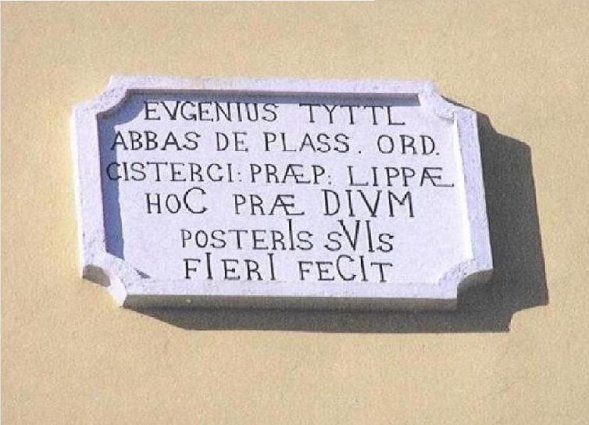 EVGENIUS TYTTL
ABBAS DE PLASS. ORD.
CISTERCI: PRÆP: LIPPÆ
HOC PRÆ DIVM
POSTERIS SVIS
FIERI FECIT